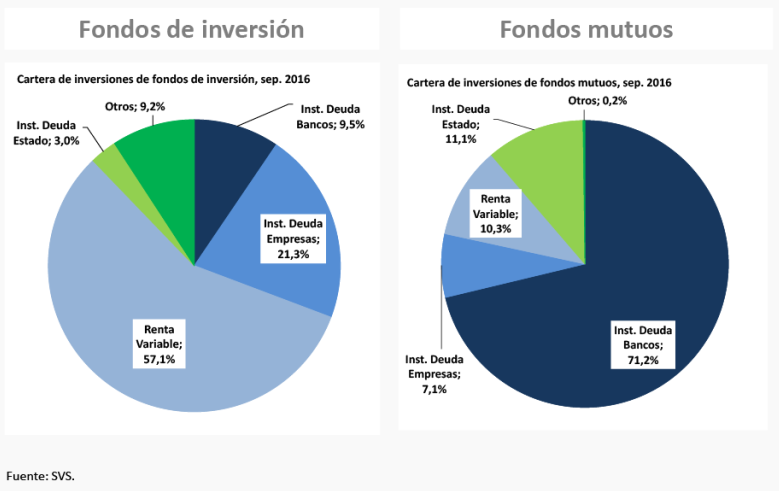 Fondos de inversión
Cartera de inversiones de fondos de inversión, sep. 2016
Otros; 9,2%
Inst. Deuda
Bancos; 9,5%
Inst. Deuda
Estado; 3,0%
Inst. Deuda
Empresas;
21,3%
Renta
Variable;
57,1%
Fondos mutuos
Cartera de inversiones de fondos mutuos, sep. 2016
Otros; 0,2%
Inst. Deuda
Estado;
11,1%
Renta
Variable;
10,3%
Inst. Deuda
Bancos;
71,2%
Inst. Deuda
Empresas;
7,1%
Fuente: SVS.